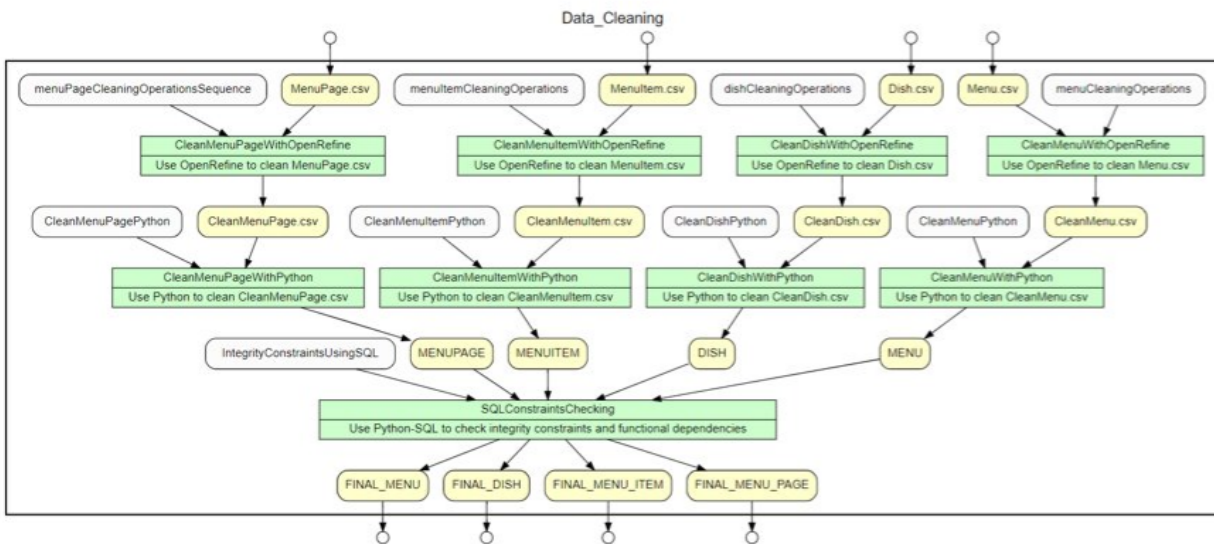 Data_Cleaning
menuPageCleaningOperationsSequence
MenuPage.csv
menuItemCleaningOperations
MenuItem.csv
dishCleaningOperations
Dish.csv
Menu.csv
menuCleaningOperations
CleanMenuPageWithOpenRefine
Use OpenRefine to clean MenuPage.csv
CleanMenuItemWithOpenRefine
Use OpenRefine to clean MenuItem.csv
CleanDishWithOpenRefine
Use OpenRefine to clean Dish.csv
CleanMenuWithOpenRefine
Use OpenRefine to clean Menu.csv
CleanMenuPagePython
CleanMenuPage.csv
CleanMenuItemPython
CleanMenuItem.csv
CleanDishPython
CleanDish.csv
CleanMenuPython
CleanMenu.csv
CleanMenuPageWithPython
Use Python to clean CleanMenuPage.csv
CleanMenuItemWithPython
Use Python to clean CleanMenuItem.csv
CleanDishWithPython
Use Python to clean CleanDish.csv
CleanMenuWithPython
Use Python to clean CleanMenu.csv
IntegrityConstraintsUsingSQL
MENUPAGE
MENUITEM
DISH
MENU
SQLConstraintsChecking
Use Python-SQL to check integrity constraints and functional dependencies
FINAL_MENU
FINAL_DISH
FINAL_MENU_ITEM
FINAL_MENU_PAGE